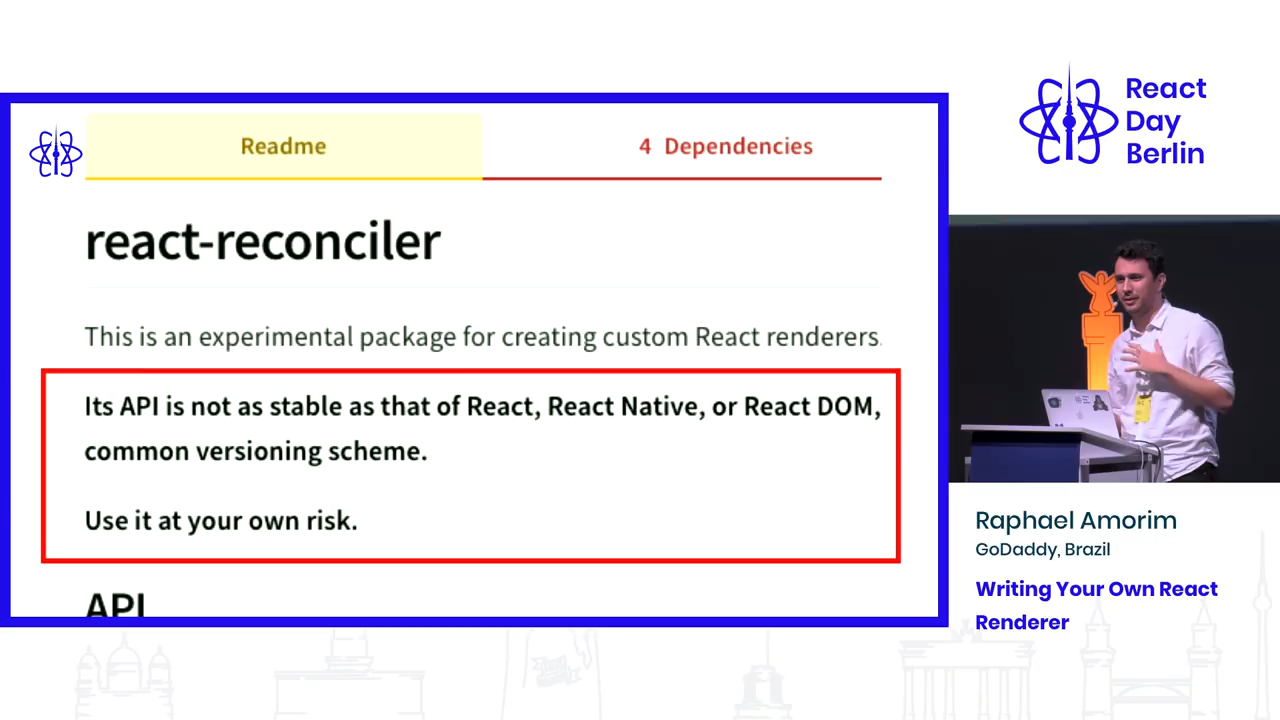 Readme
4 Dependencies
react-reconciler
This is an experimental package for creating custom React renderers.
Its API is not as stable as that of React, React Native, or React DOM,
common versioning scheme.
Use it at your own risk.
API
React
Day
Berlin
Raphael Amorim
GoDaddy, Brazil
Writing Your Own React
Renderer